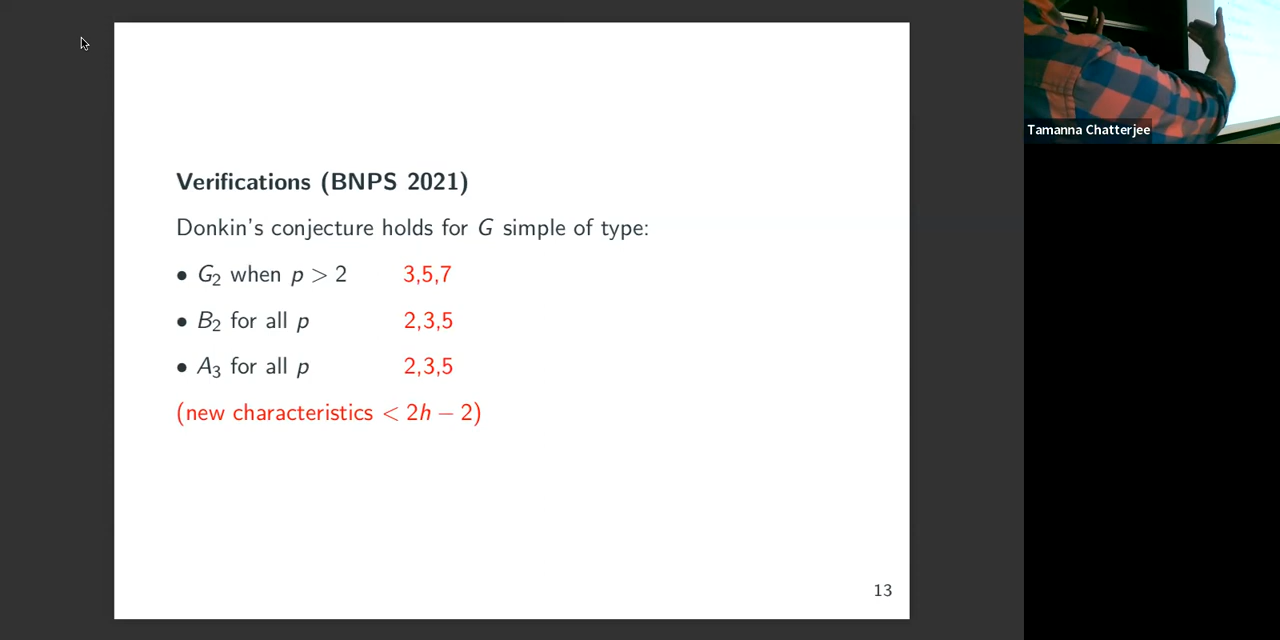 Verifications (BNPS 2021)
Donkin's conjecture holds for G simple of type:
• G₂ when p > 2 3,5,7
• B₂ for all p 2,3,5
• A₃ for all p 2,3,5
(new characteristics < 2h − 2)
13
Tamanna Chatterjee